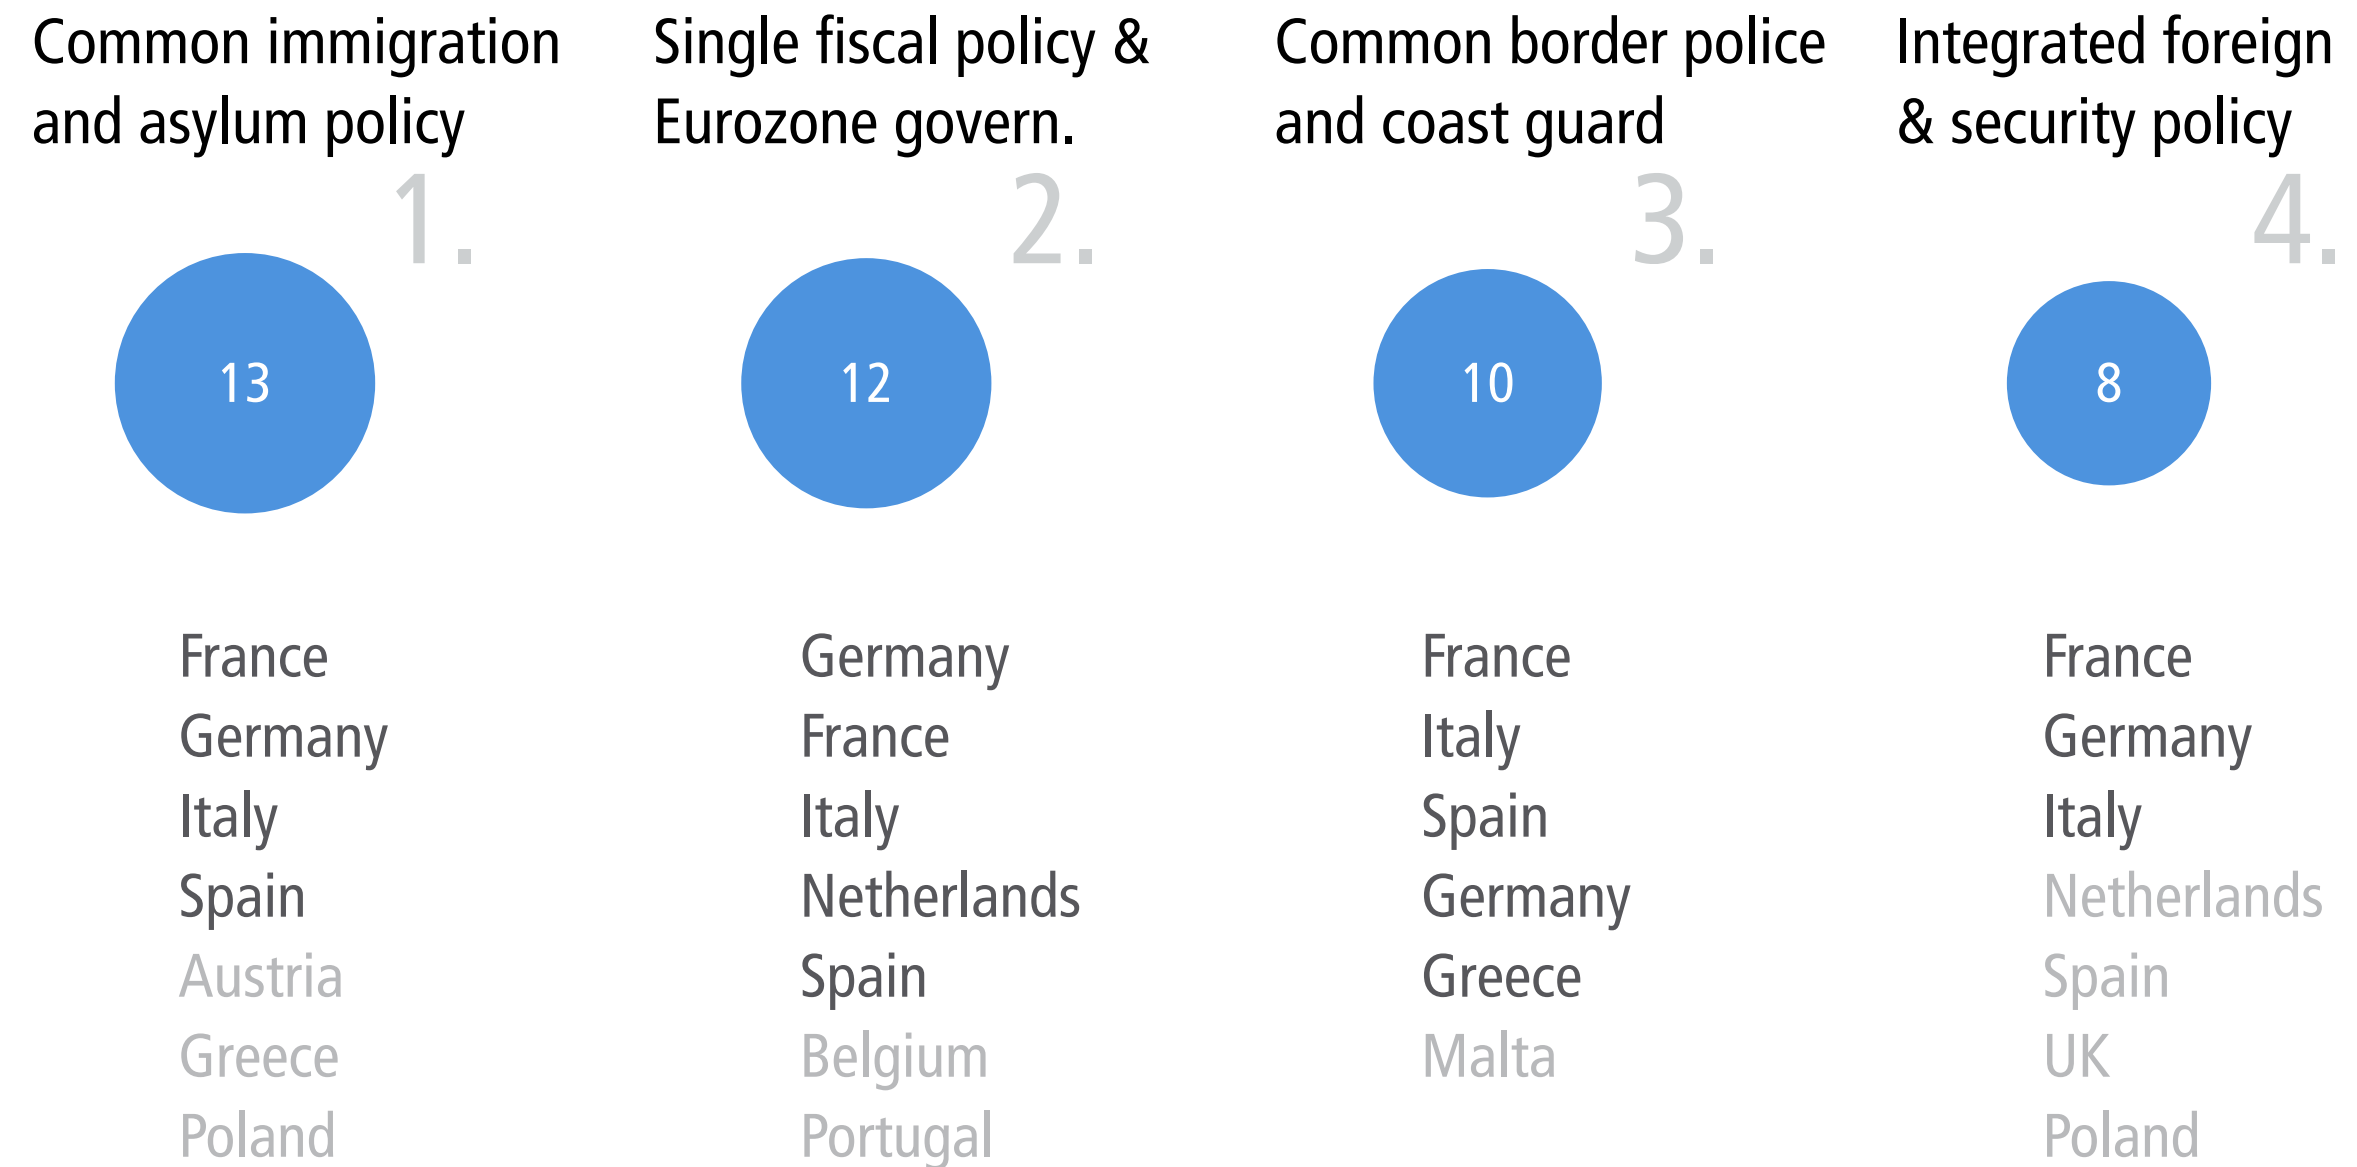 Common immigration
and asylum policy
1.
13
France
Germany
Italy
Spain
Austria
Greece
Poland
Single fiscal policy &
Eurozone govern.
2.
12
Germany
France
Italy
Netherlands
Spain
Belgium
Portugal
Common border police
and coast guard
3.
10
France
Italy
Spain
Germany
Greece
Malta
Integrated foreign
& security policy
4.
8
France
Germany
Italy
Netherlands
Spain
UK
Poland